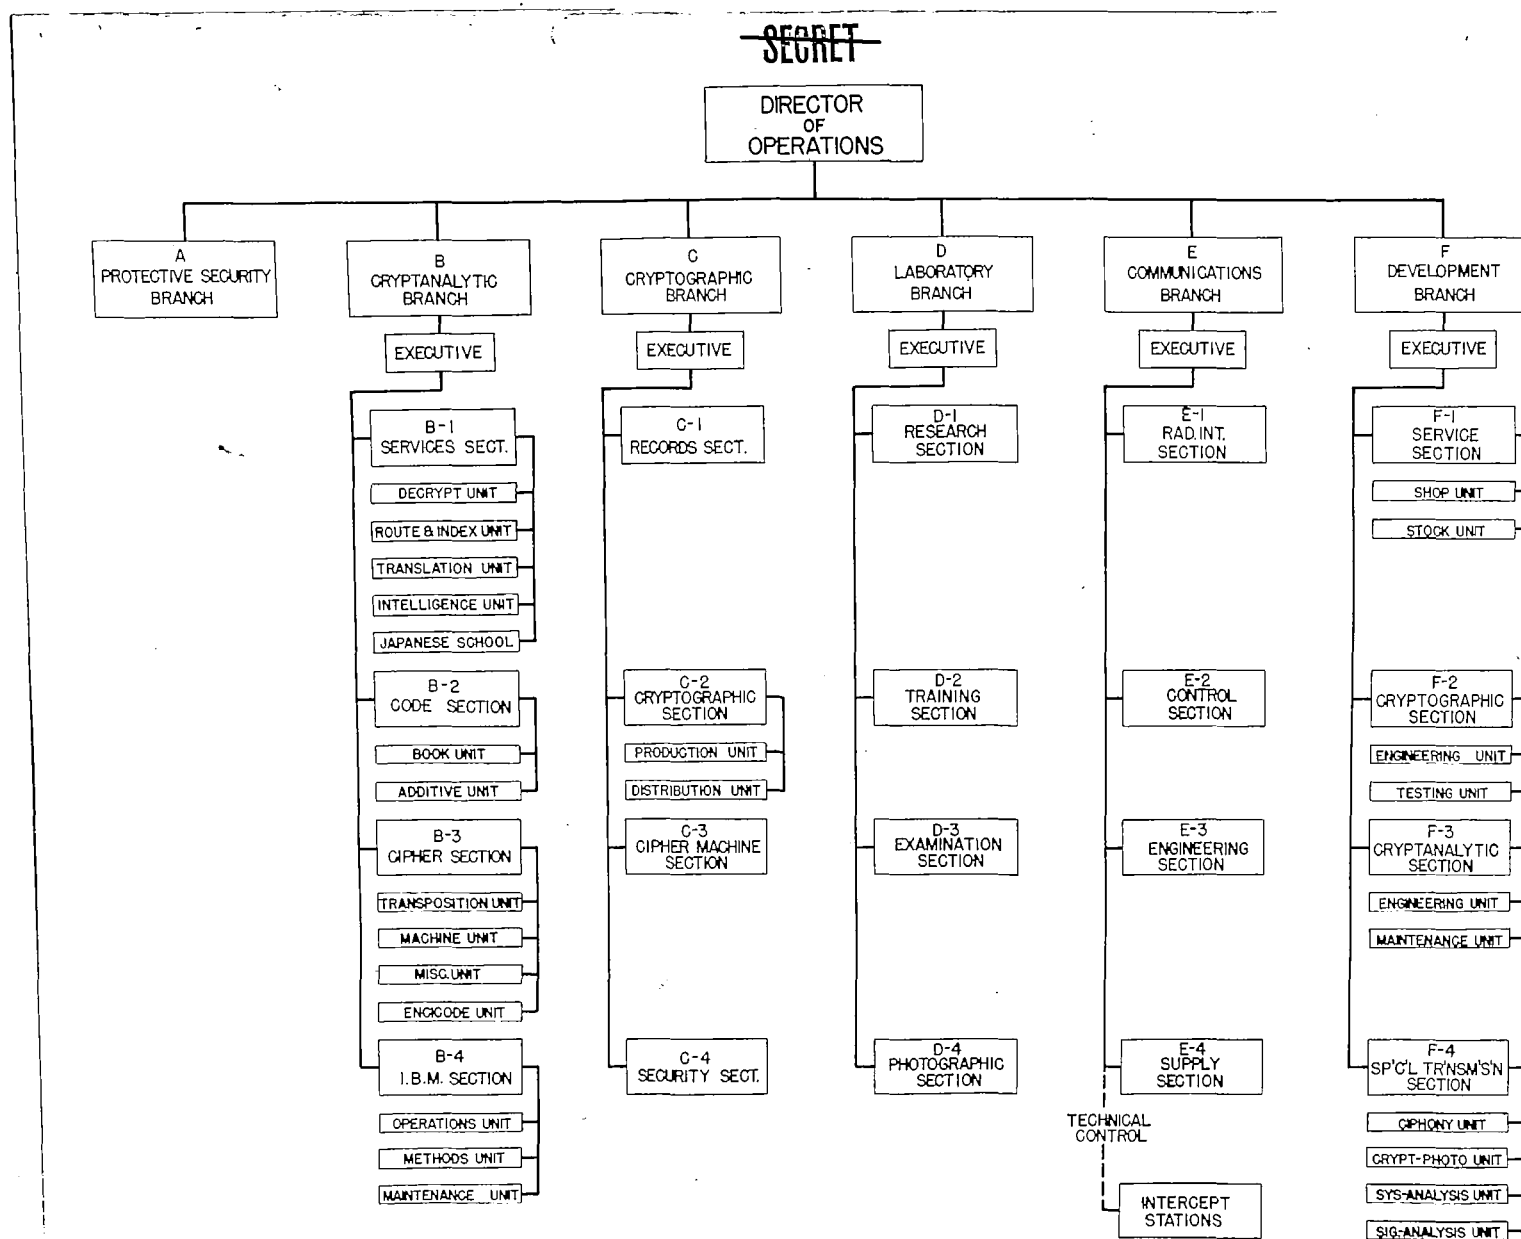 SECRET
DIRECTOR
OF
OPERATIONS
A
PROTECTIVE SECURITY
BRANCH
B
CRYPTANALYTIC
BRANCH
EXECUTIVE
B-1
SERVICES SECT.
DECRYPT UNIT
ROUTE & INDEX UNIT
TRANSLATION UNIT
INTELLIGENCE UNIT
JAPANESE SCHOOL
B-2
CODE SECTION
BOOK UNIT
ADDITIVE UNIT
B-3
CIPHER SECTION
TRANSPOSITION UNIT
MACHINE UNIT
MISC. UNIT
ENCICODE UNIT
B-4
I.B.M. SECTION
OPERATIONS UNIT
METHODS UNIT
MAINTENANCE UNIT
C
CRYPTOGRAPHIC
BRANCH
EXECUTIVE
C-1
RECORDS SECT.
C-2
CRYPTOGRAPHIC
SECTION
PRODUCTION UNIT
DISTRIBUTION UNIT
C-3
CIPHER MACHINE
SECTION
C-4
SECURITY SECT.
D
LABORATORY
BRANCH
EXECUTIVE
D-1
RESEARCH
SECTION
D-2
TRAINING
SECTION
D-3
EXAMINATION
SECTION
D-4
PHOTOGRAPHIC
SECTION
E
COMMUNICATIONS
BRANCH
EXECUTIVE
E-1
RAD. INT.
SECTION
E-2
CONTROL
SECTION
E-3
ENGINEERING
SECTION
E-4
SUPPLY
SECTION
TECHNICAL
CONTROL
INTERCEPT
STATIONS
F
DEVELOPMENT
BRANCH
EXECUTIVE
F-1
SERVICE
SECTION
SHOP UNIT
STOCK UNIT
F-2
CRYPTOGRAPHIC
SECTION
ENGINEERING UNIT
TESTING UNIT
F-3
CRYPTANALYTIC
SECTION
ENGINEERING UNIT
MAINTENANCE UNIT
F-4
SP'C'L TR'NSM'S'N
SECTION
CIPHONY UNIT
CRYPT-PHOTO UNIT
SYS-ANALYSIS UNIT
SIG-ANALYSIS UNIT